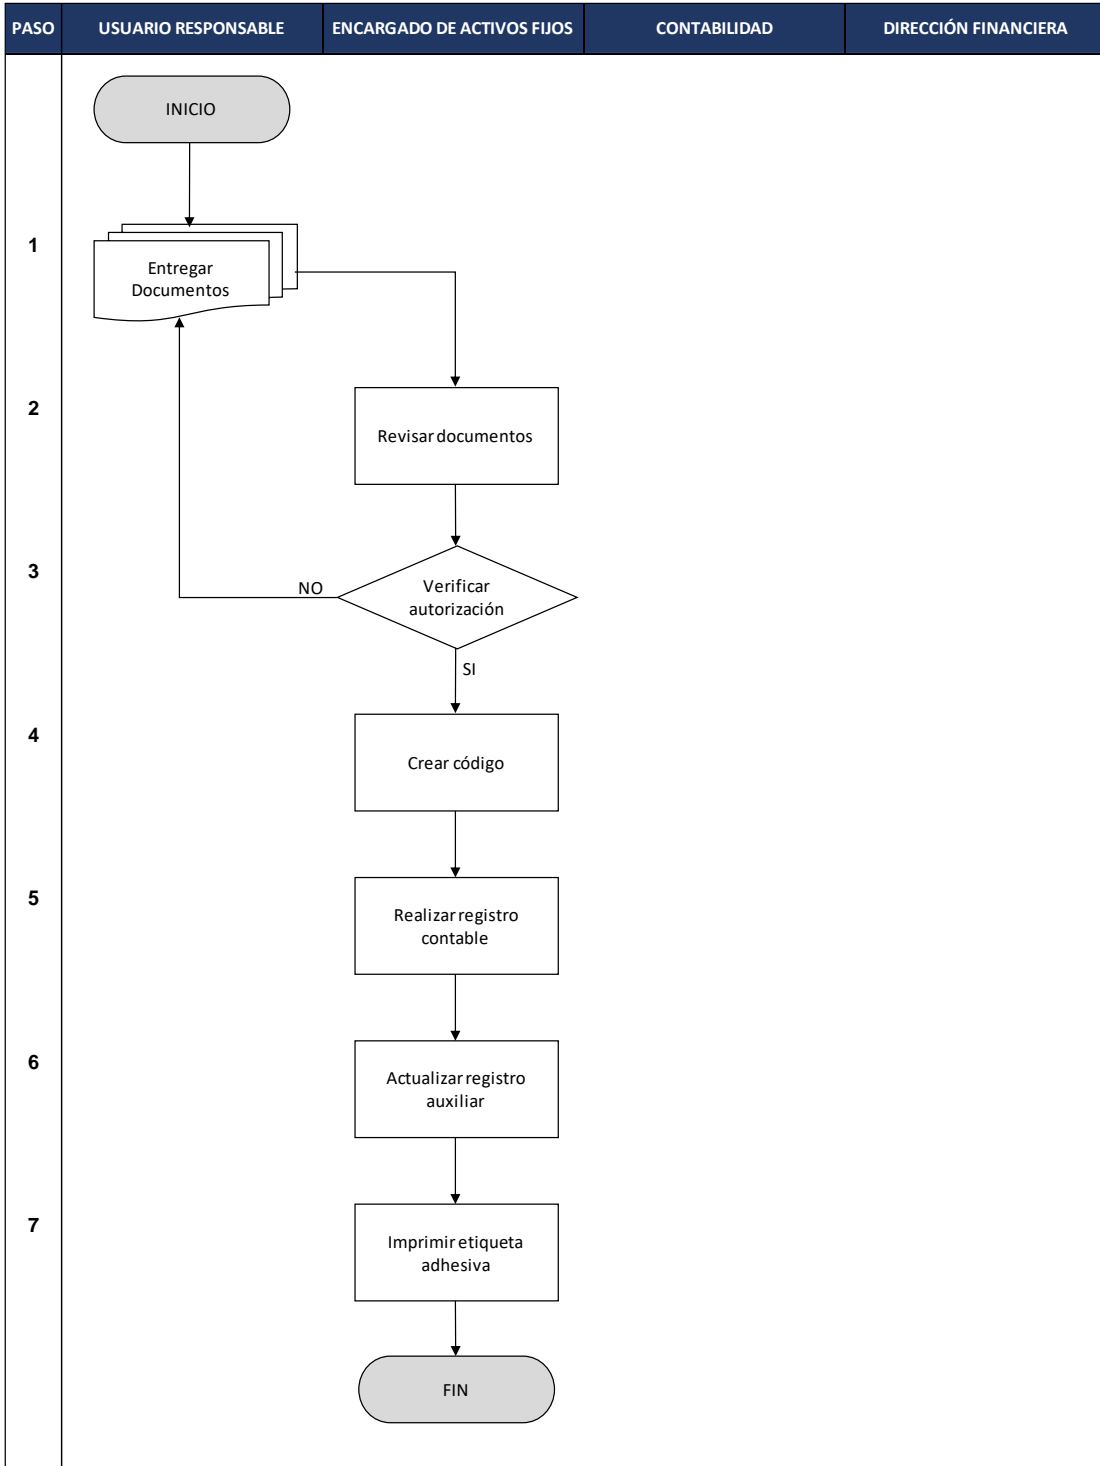 PASO USUARIO RESPONSABLE ENCARGADO DE ACTIVOS FIJOS CONTABILIDAD DIRECCIÓN FINANCIERA
INICIO
1
Entregar
Documentos
2
Revisar documentos
3
Verificar
autorización
NO
SI
4
Crear código
5
Realizar registro
contable
6
Actualizar registro
auxiliar
7
Imprimir etiqueta
adhesiva
FIN